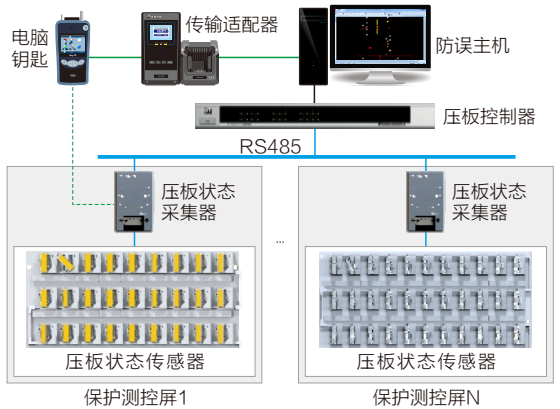 电脑
钥匙
传输适配器
防误主机
压板控制器
RS485
压板状态
采集器
压板状态
采集器
...
压板状态传感器
压板状态传感器
保护测控屏1
保护测控屏N